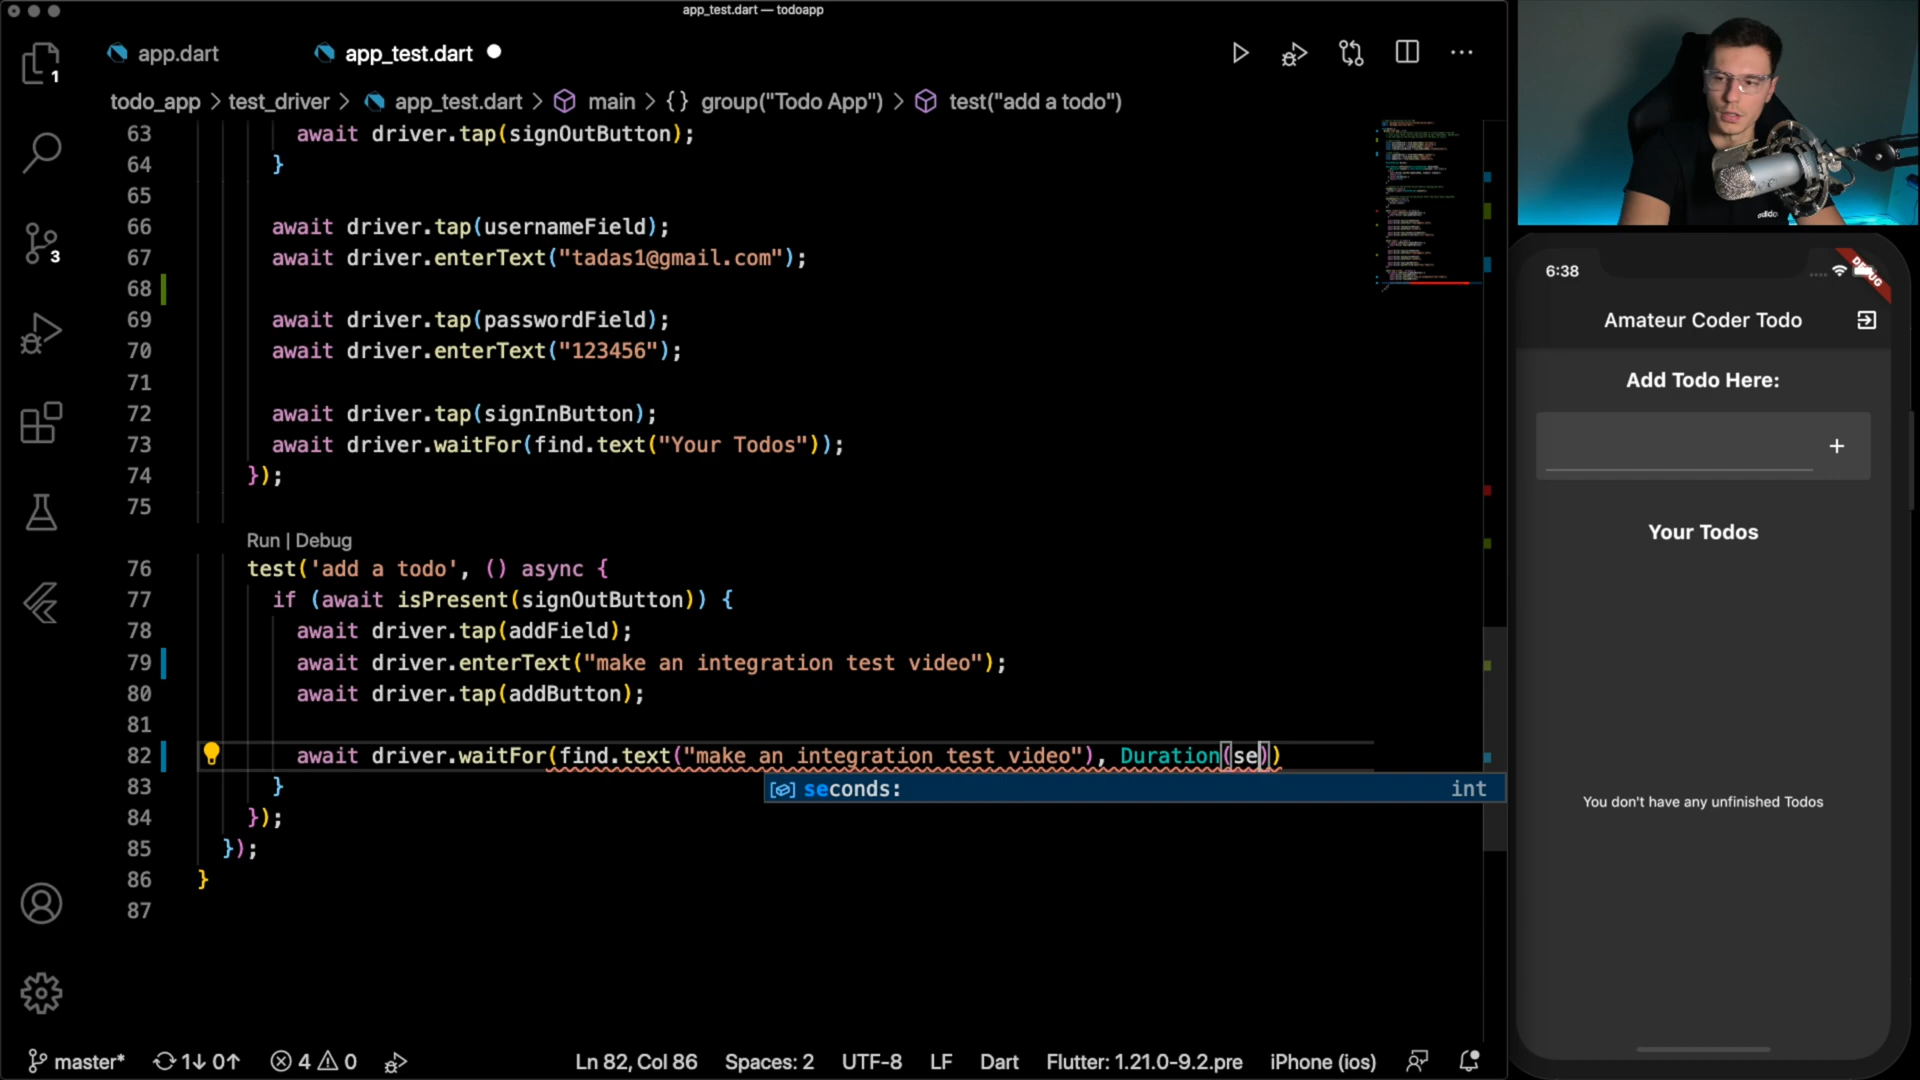 app_test.dart — todoapp
app.dart
app_test.dart
1
todo_app > test_driver > app_test.dart > main > {} group("Todo App") > test("add a todo")
63 await driver.tap(signOutButton);
64 }
65
66 await driver.tap(usernameField);
67 await driver.enterText("tadas1@gmail.com");
68
69 await driver.tap(passwordField);
70 await driver.enterText("123456");
71
72 await driver.tap(signInButton);
73 await driver.waitFor(find.text("Your Todos"));
74 });
75
Run | Debug
76 test('add a todo', () async {
77 if (await isPresent(signOutButton)) {
78 await driver.tap(addField);
79 await driver.enterText("make an integration test video");
80 await driver.tap(addButton);
81
82 await driver.waitFor(find.text("make an integration test video"), Duration(se))
seconds: int
83 }
84 });
85 });
86 }
87
3
master* 1↓ 0↑ 4 0 Ln 82, Col 86 Spaces: 2 UTF-8 LF Dart Flutter: 1.21.0-9.2.pre iPhone (ios)
adidas
6:38
DEBUG
Amateur Coder Todo
Add Todo Here:
+
Your Todos
You don't have any unfinished Todos